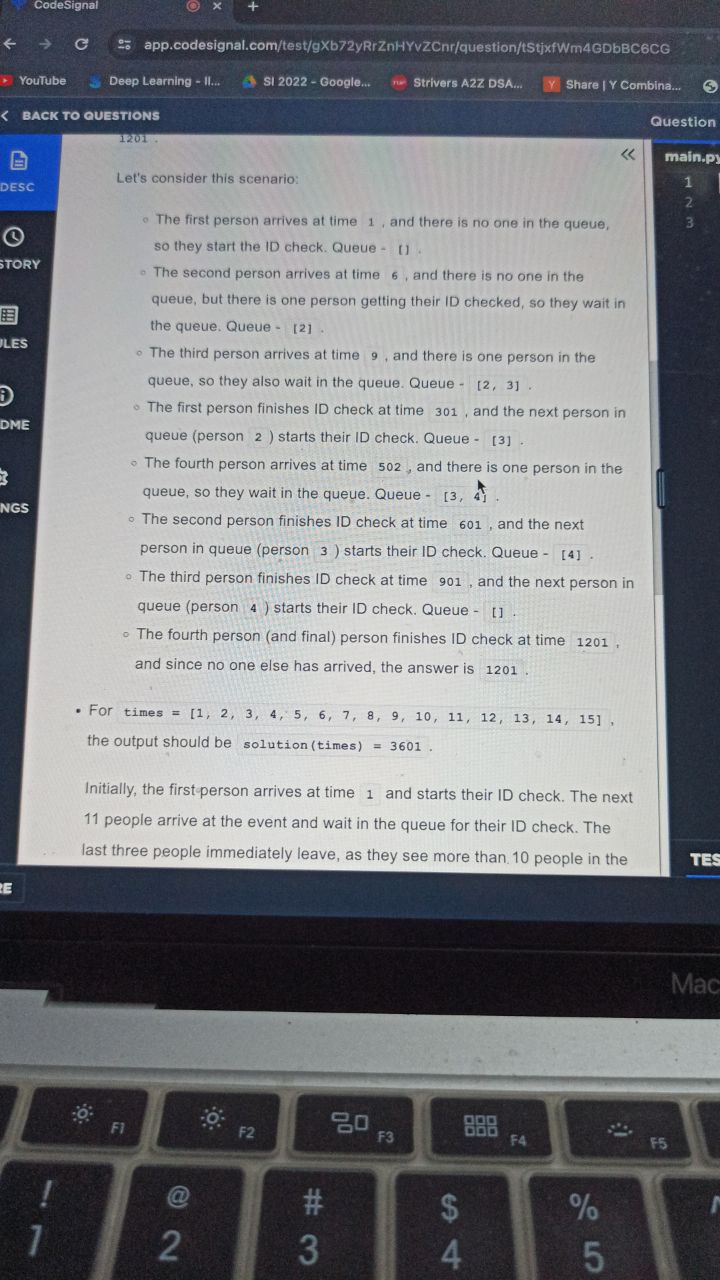 CodeSignal
app.codesignal.com/test/gXb72yRrZnHYvZCnr/question/tStjxfWm4GDbBC6CG
YouTube Deep Learning - II... SI 2022 - Google... Strivers A2Z DSA... Share | Y Combina...
BACK TO QUESTIONS
Question
1201 .
main.py
DESC
1
2
3
Let's consider this scenario:
The first person arrives at time 1 , and there is no one in the queue,
so they start the ID check. Queue - [] .
STORY
The second person arrives at time 6 , and there is no one in the
queue, but there is one person getting their ID checked, so they wait in
the queue. Queue - [2] .
ULES
The third person arrives at time 9 , and there is one person in the
queue, so they also wait in the queue. Queue - [2, 3] .
The first person finishes ID check at time 301 , and the next person in
queue (person 2 ) starts their ID check. Queue - [3] .
DME
The fourth person arrives at time 502 , and there is one person in the
queue, so they wait in the queue. Queue - [3, 4] .
NGS
The second person finishes ID check at time 601 , and the next
person in queue (person 3 ) starts their ID check. Queue - [4] .
The third person finishes ID check at time 901 , and the next person in
queue (person 4 ) starts their ID check. Queue - [] .
The fourth person (and final) person finishes ID check at time 1201 ,
and since no one else has arrived, the answer is 1201 .
• For times = [1, 2, 3, 4, 5, 6, 7, 8, 9, 10, 11, 12, 13, 14, 15] ,
the output should be solution(times) = 3601 .
Initially, the first person arrives at time 1 and starts their ID check. The next
11 people arrive at the event and wait in the queue for their ID check. The
last three people immediately leave, as they see more than 10 people in the
TES
RE
Mac
F1 F2 F3 F4 F5
! @ # $ %
1 2 3 4 5